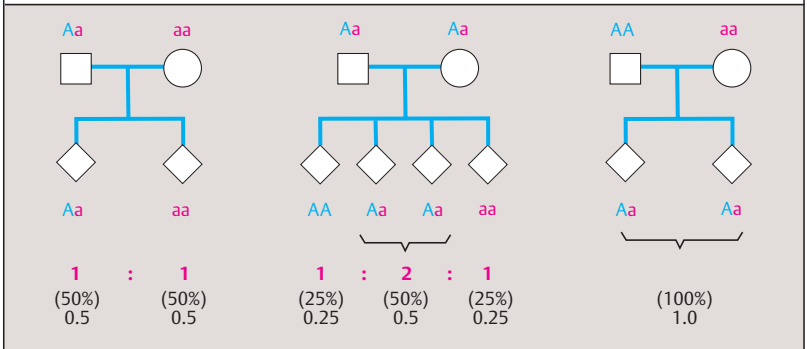 Aa aa
Aa aa
1 : 1
(50%) (50%)
0.5 0.5
Aa Aa
AA Aa Aa aa
1 : 2 : 1
(25%) (50%) (25%)
0.25 0.5 0.25
AA aa
Aa Aa
(100%)
1.0